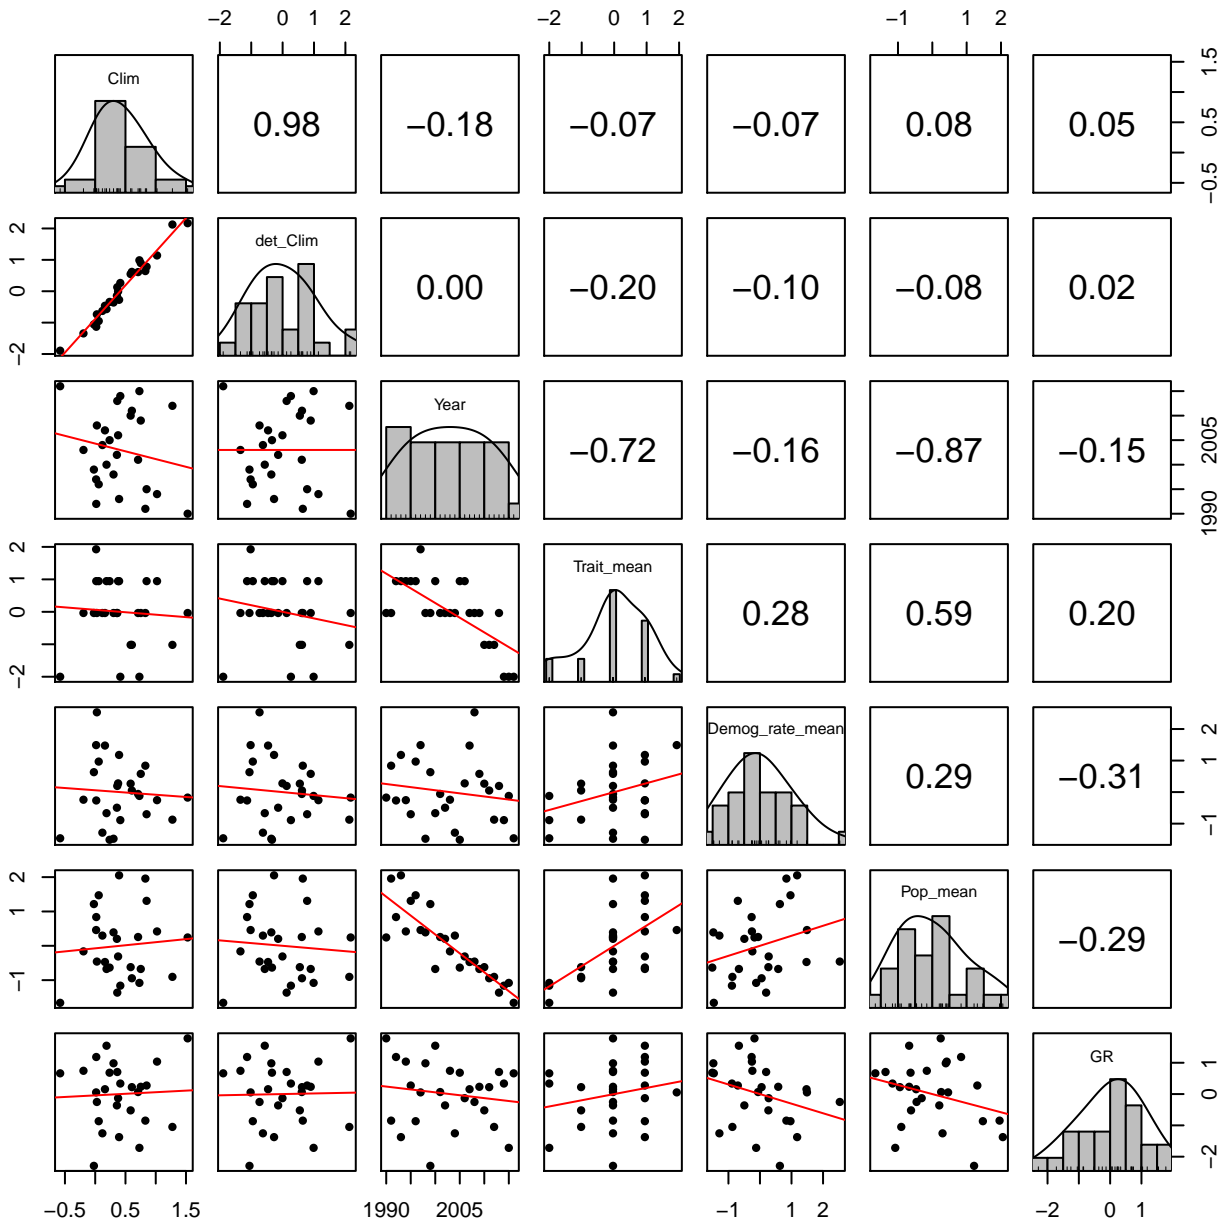 −2 0 1 2 −2 0 1 2 −1 1 2
Clim 0.98 −0.18 −0.07 −0.07 0.08 0.05 −0.5 0.5 1.5
−2 0 1 2 det_Clim 0.00 −0.20 −0.10 −0.08 0.02
Year −0.72 −0.16 −0.87 −0.15 1990 2005
−2 0 1 2 Trait_mean 0.28 0.59 0.20
Demog_rate_mean 0.29 −0.31 −1 1 2
−1 1 2 Pop_mean −0.29
GR −2 0 1
−0.5 0.5 1.5 1990 2005 −1 1 2 −2 0 1